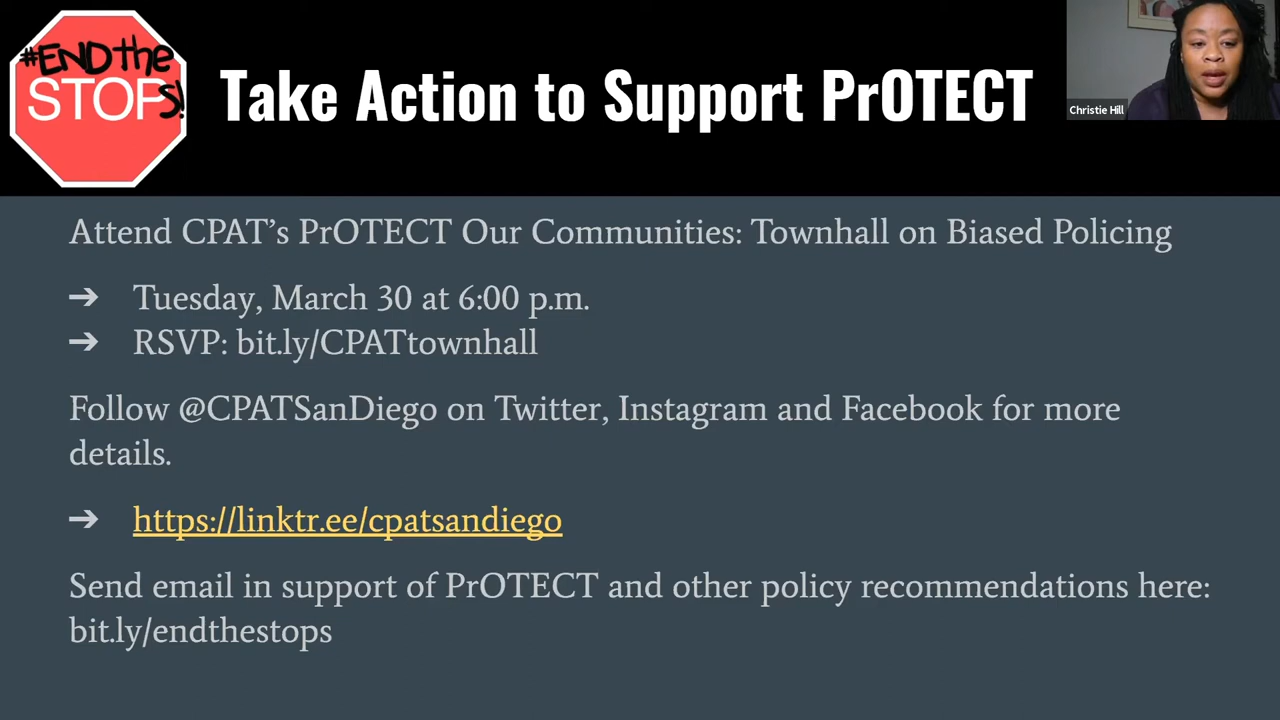 #ENDthe
STOPS!
Take Action to Support PrOTECT
Christie Hill
Attend CPAT’s PrOTECT Our Communities: Townhall on Biased Policing
➔ Tuesday, March 30 at 6:00 p.m.
➔ RSVP: bit.ly/CPATtownhall
Follow @CPATSanDiego on Twitter, Instagram and Facebook for more
details.
➔ https://linktr.ee/cpatsandiego
Send email in support of PrOTECT and other policy recommendations here:
bit.ly/endthestops